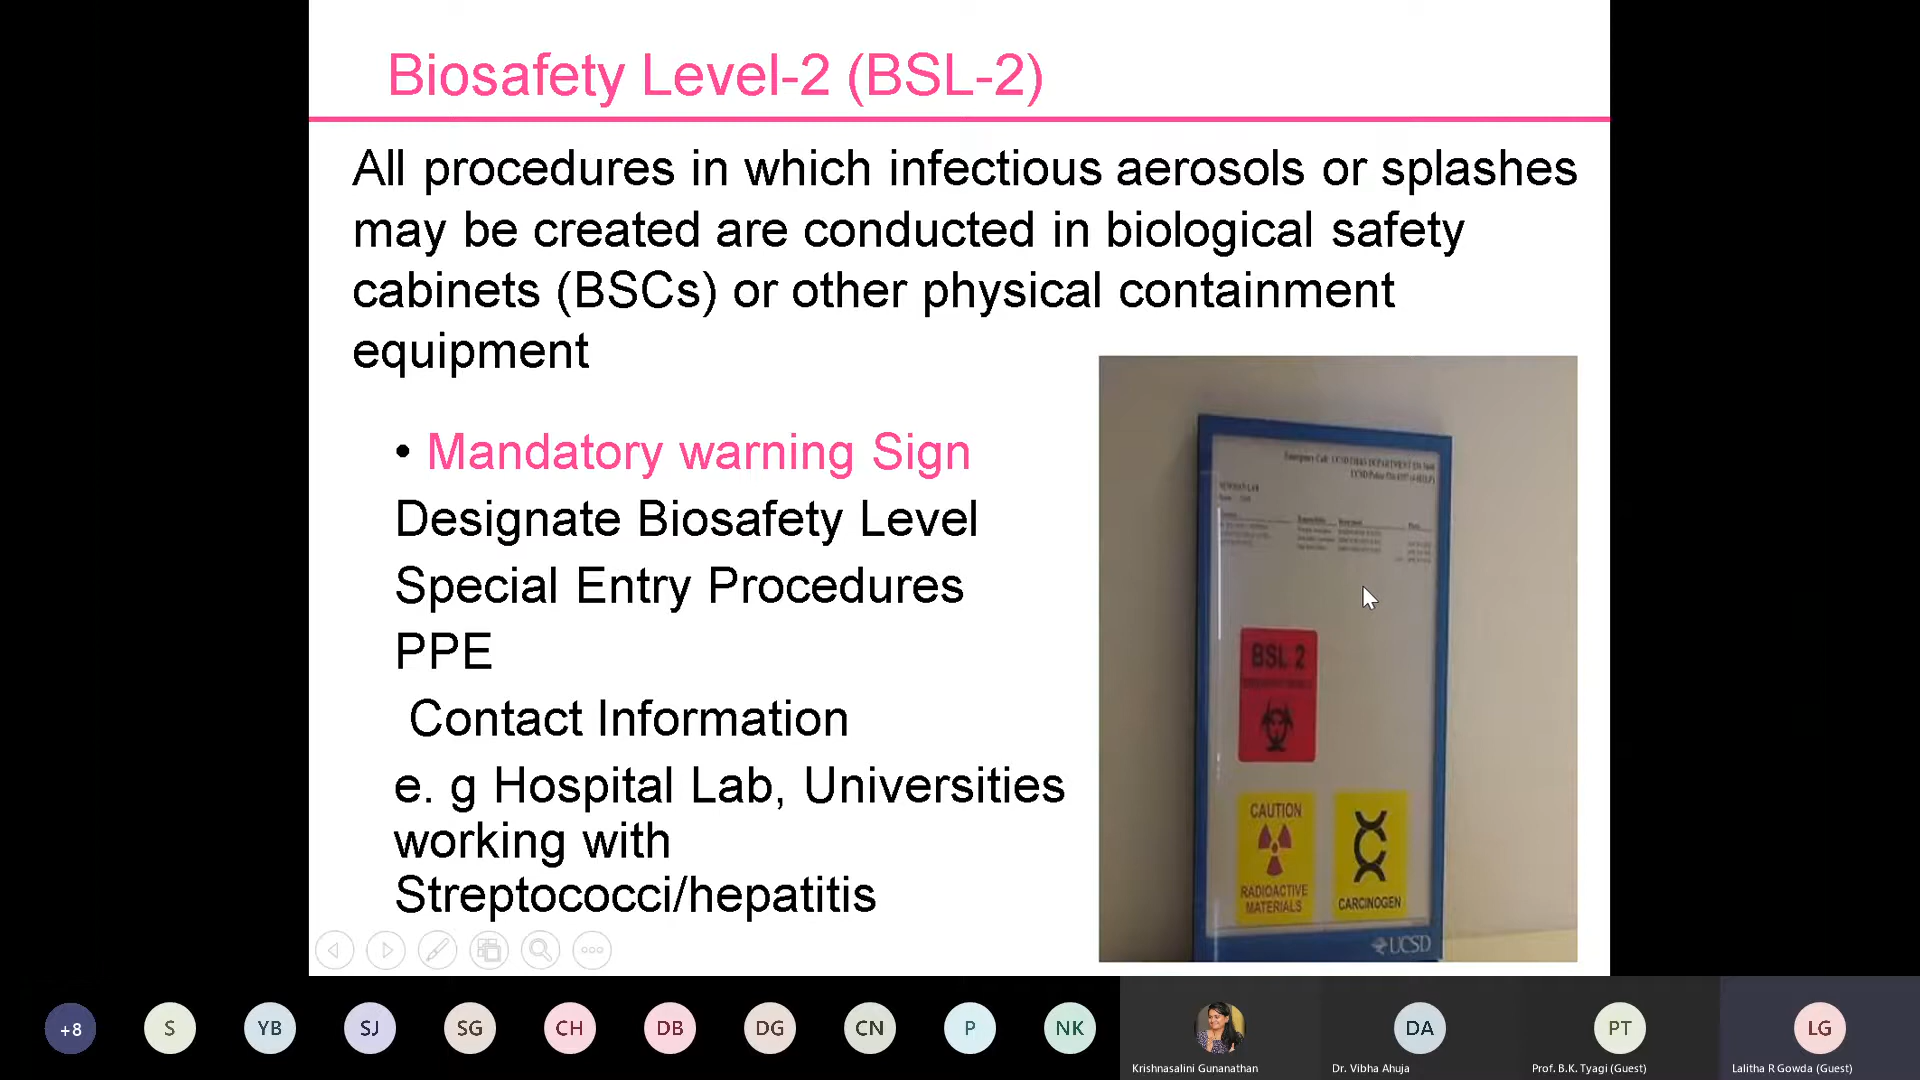 Biosafety Level-2 (BSL-2)
All procedures in which infectious aerosols or splashes
may be created are conducted in biological safety
cabinets (BSCs) or other physical containment
equipment
• Mandatory warning Sign
Designate Biosafety Level
Special Entry Procedures
PPE
Contact Information
e. g Hospital Lab, Universities
working with
Streptococci/hepatitis
BSL 2
CAUTION
RADIOACTIVE
MATERIALS
CARCINOGEN
UCSD
+8
S
YB
SJ
SG
CH
DB
DG
CN
P
NK
Krishnasalini Gunanathan
DA
Dr. Vibha Ahuja
PT
Prof. B.K. Tyagi (Guest)
LG
Lalitha R Gowda (Guest)